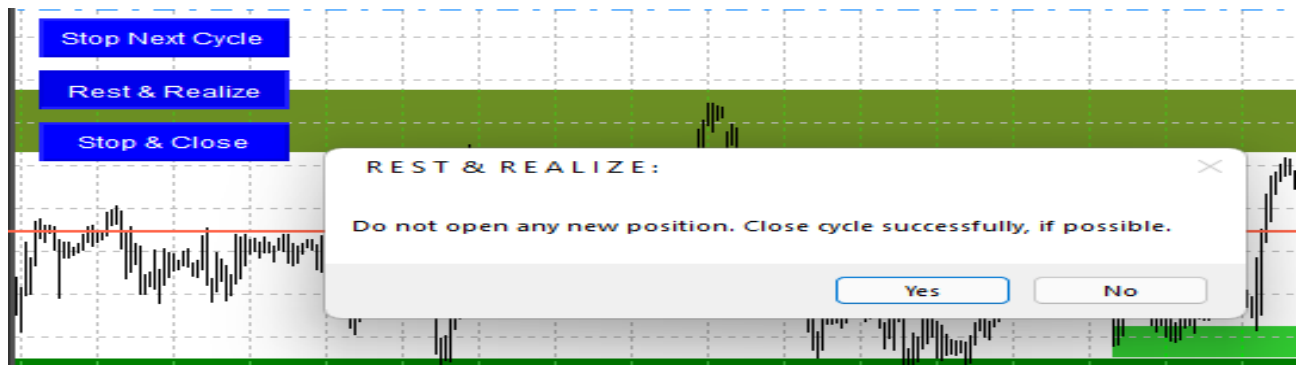 Stop Next Cycle
Rest & Realize
Stop & Close
REST & REALIZE:
Do not open any new position. Close cycle successfully, if possible.
Yes No